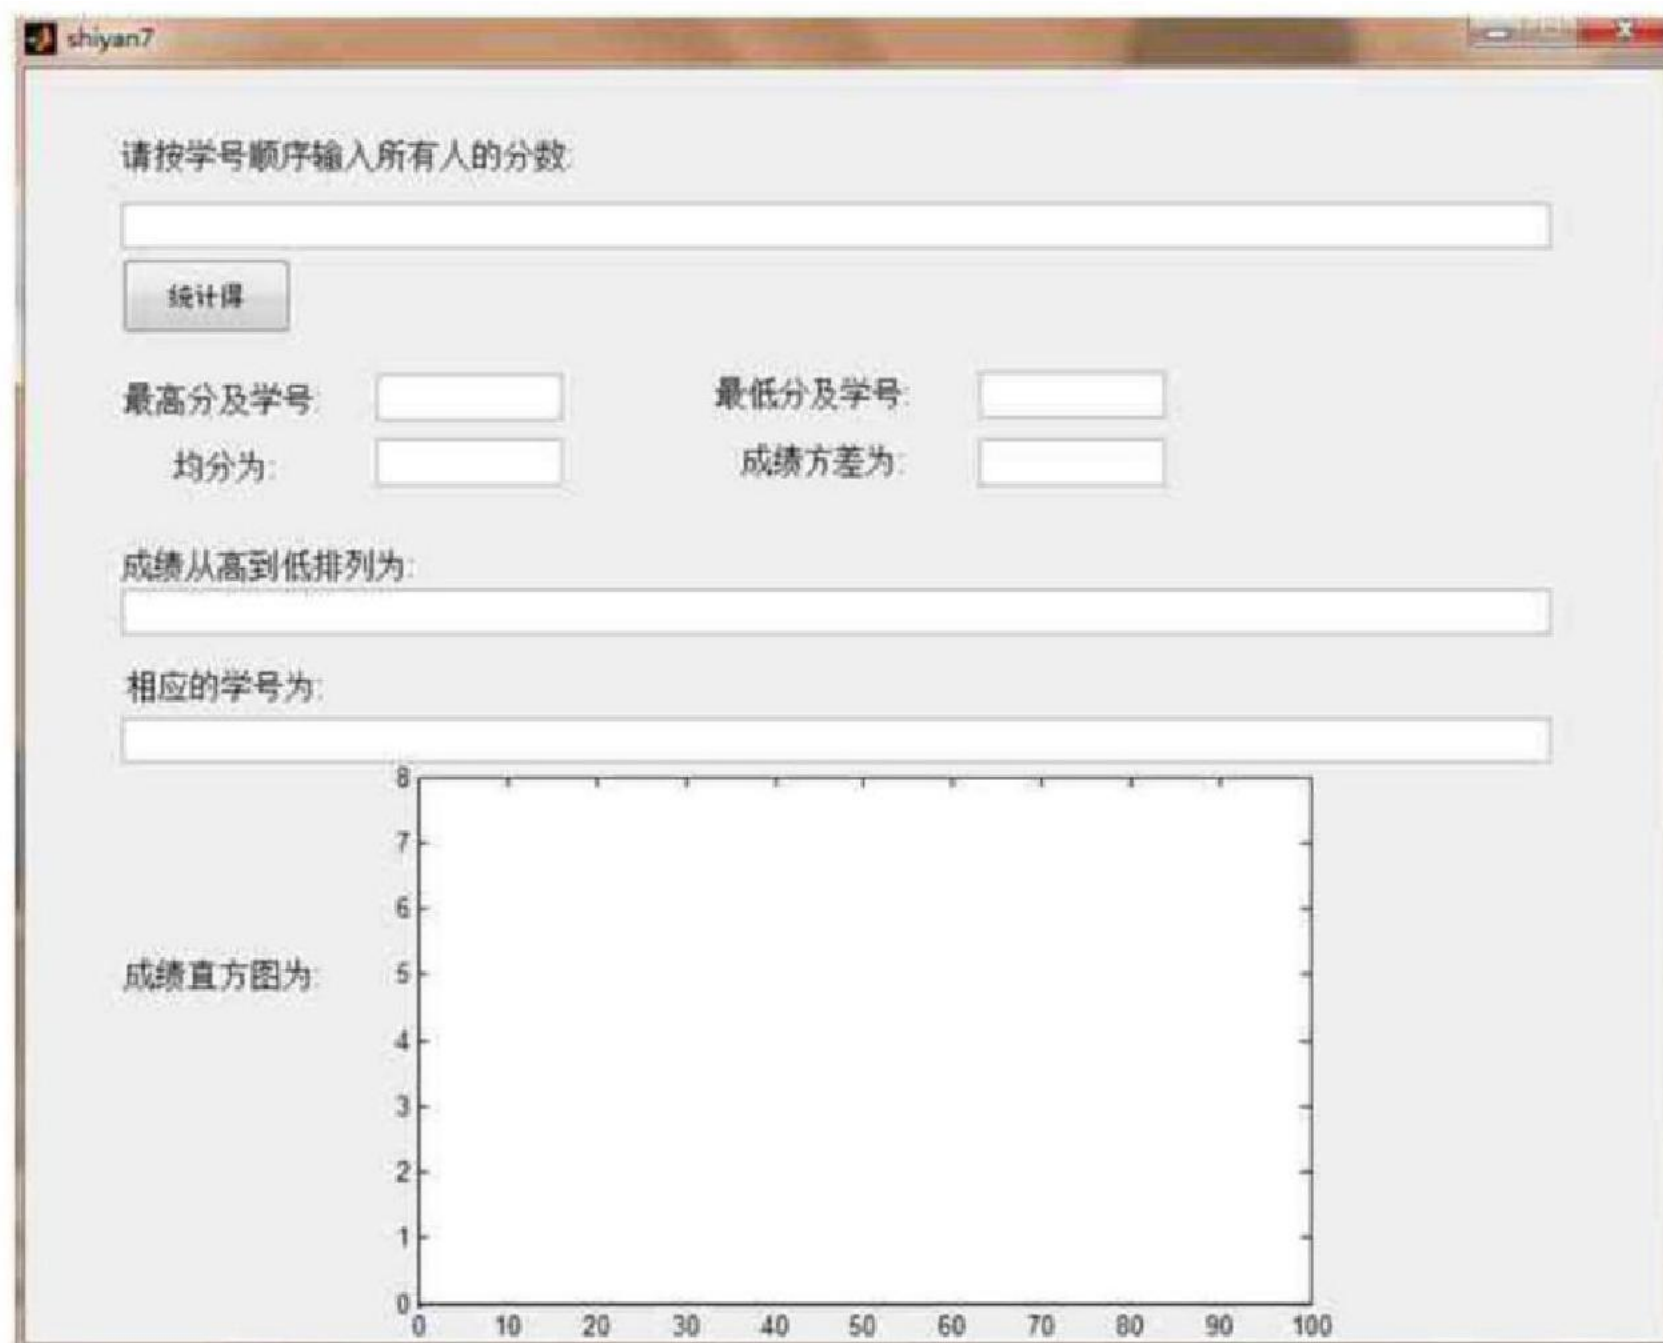 shiyan7
请按学号顺序输入所有人的分数:
统计得
最高分及学号: 最低分及学号:
均分为: 成绩方差为:
成绩从高到低排列为:
相应的学号为:
8
7
6
成绩直方图为: 5
4
3
2
1
0
0 10 20 30 40 50 60 70 80 90 100